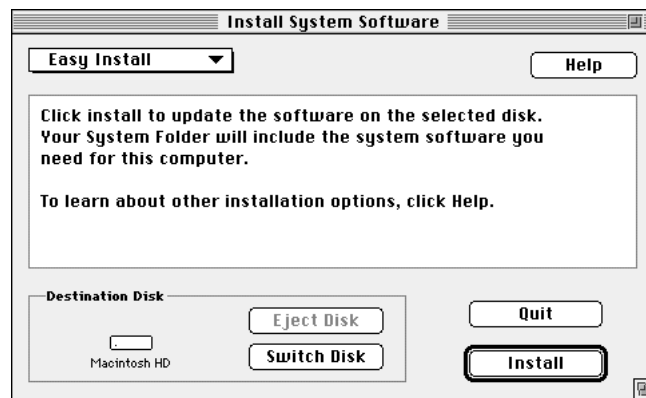 Install System Software
Easy Install
Help
Click install to update the software on the selected disk.
Your System Folder will include the system software you
need for this computer.
To learn about other installation options, click Help.
Destination Disk
Eject Disk
Quit
Macintosh HD
Switch Disk
Install